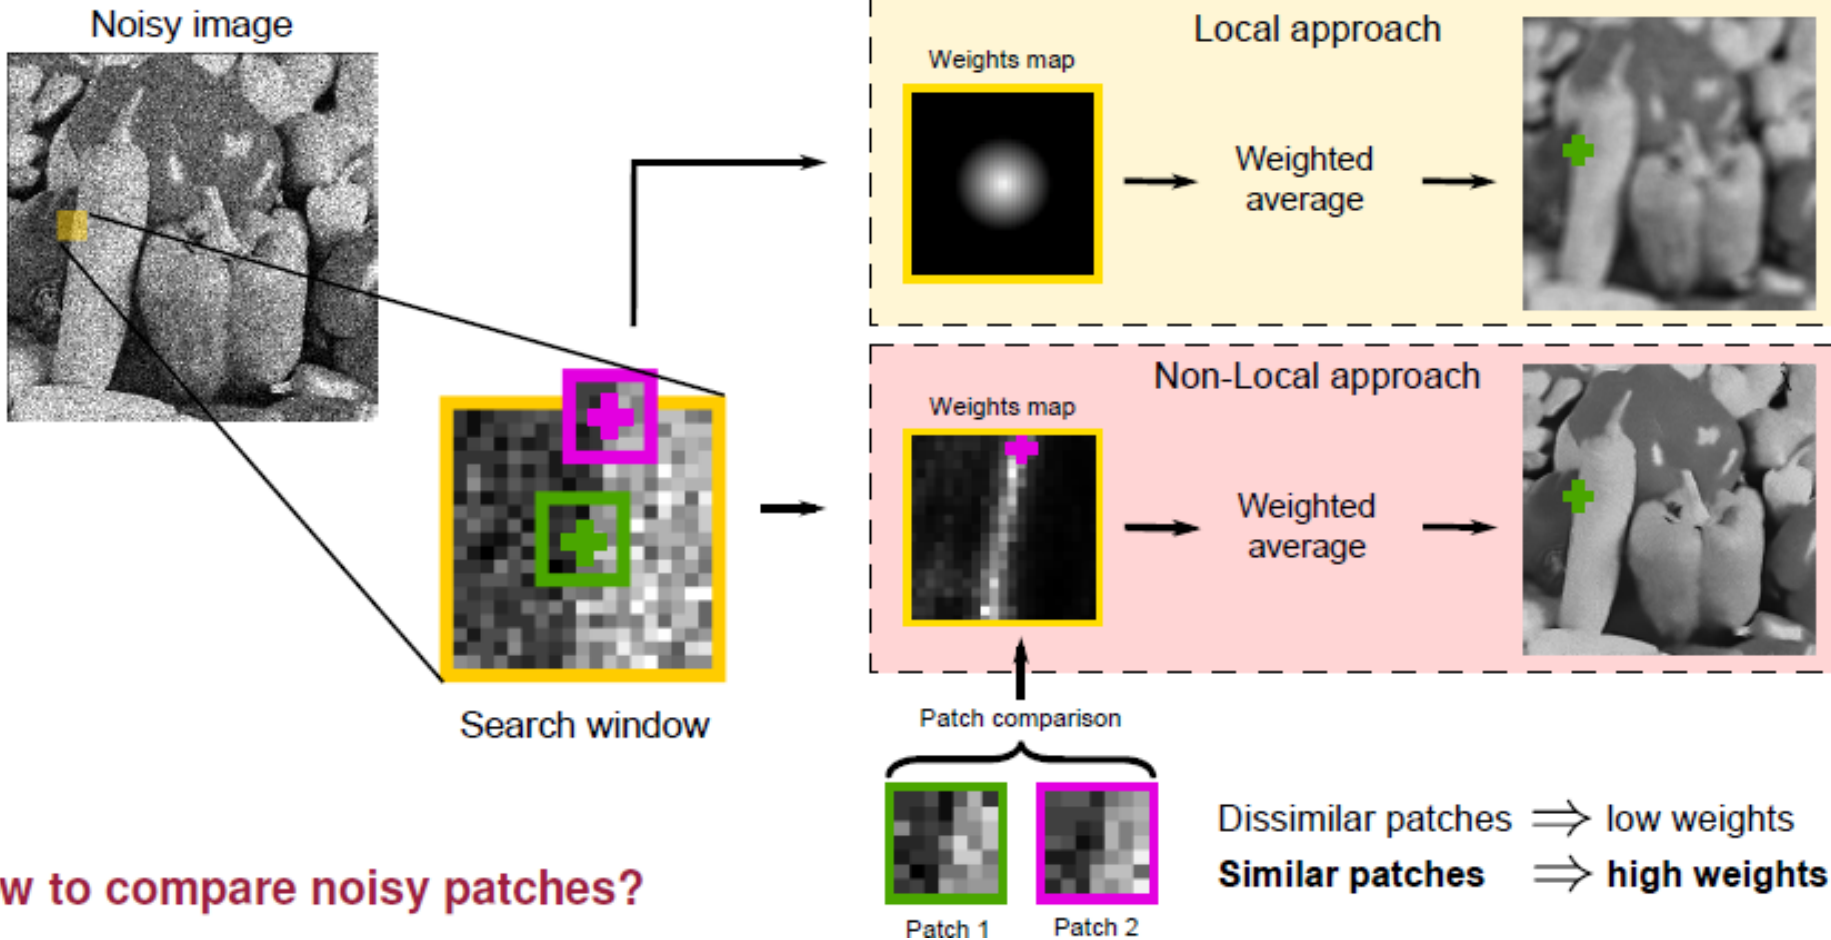 Noisy image
Local approach
Weights map
Weighted
average
Non-Local approach
Weights map
Weighted
average
Search window
Patch comparison
Dissimilar patches ⟹ low weights
Similar patches ⟹ high weights
w to compare noisy patches?
Patch 1
Patch 2